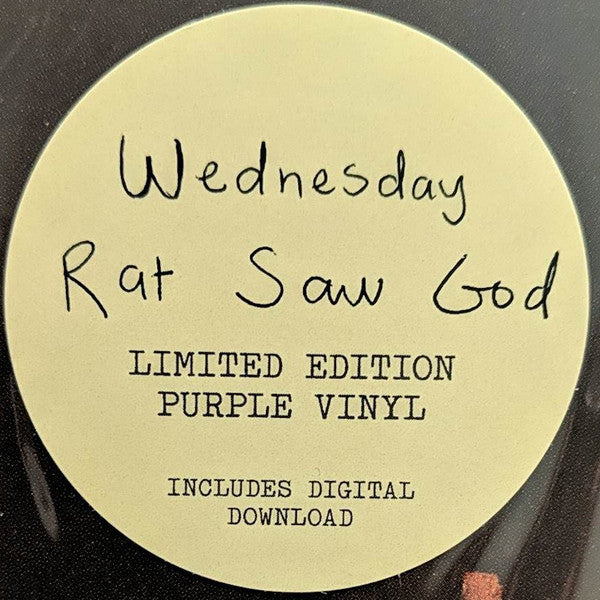 Wednesday
Rat Saw God
LIMITED EDITION
PURPLE VINYL
INCLUDES DIGITAL
DOWNLOAD